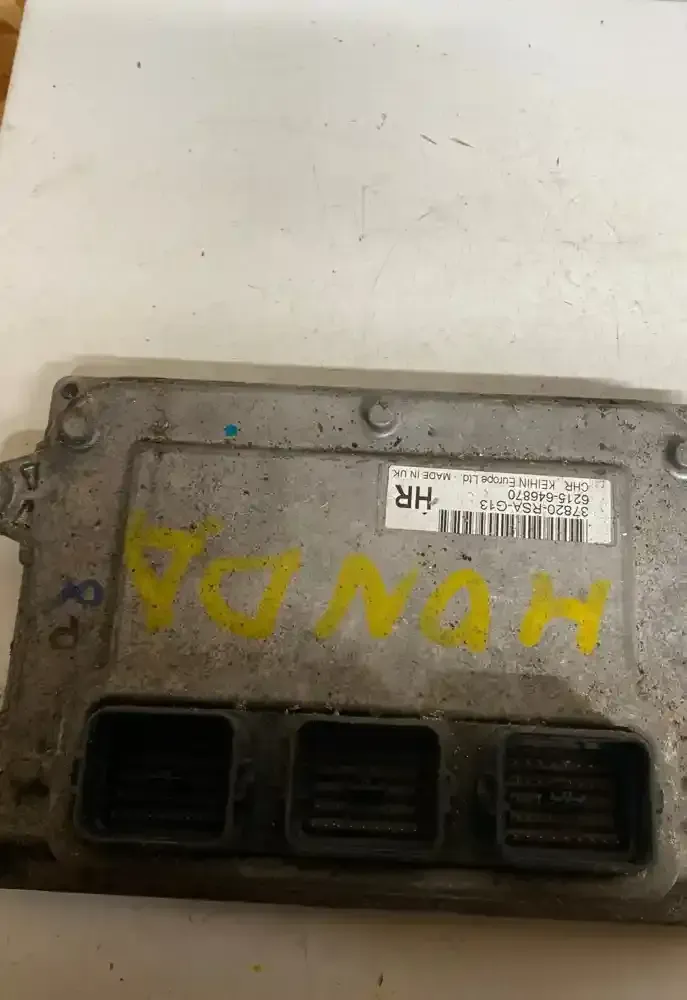 37820-RSA-G13
6215-646870
CHR KEIHIN Europe Ltd. MADE IN UK
HR
HONDA
P